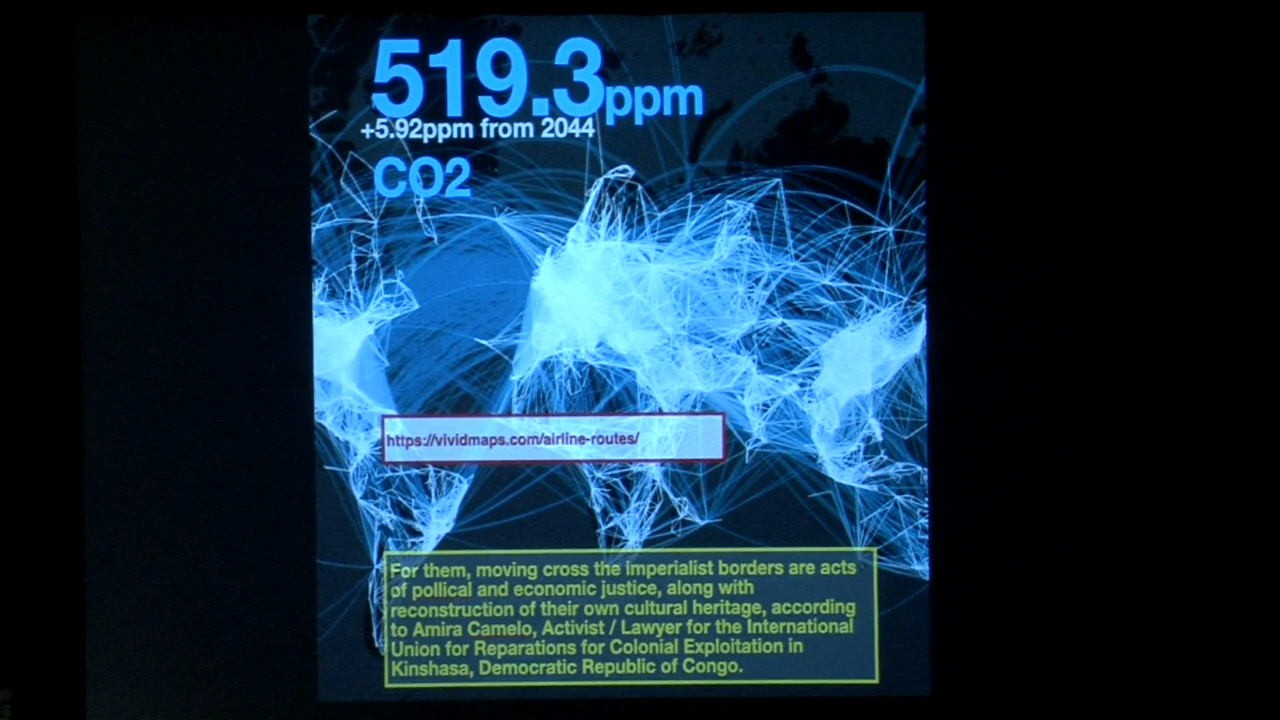 519.3ppm
+5.92ppm from 2044
CO2
https://vividmaps.com/airline-routes/
For them, moving cross the imperialist borders are acts
of pollical and economic justice, along with
reconstruction of their own cultural heritage, according
to Amira Camelo, Activist / Lawyer for the International
Union for Reparations for Colonial Exploitation in
Kinshasa, Democratic Republic of Congo.